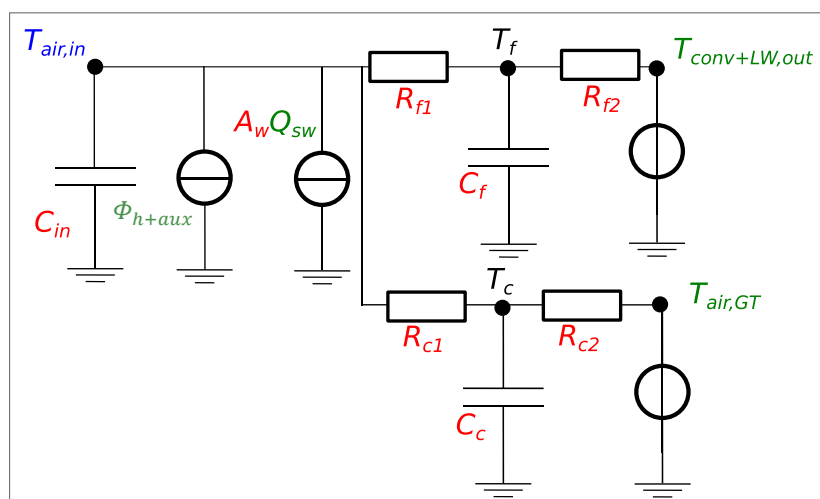 T_air,in
T_f
T_conv+LW,out
R_f1
R_f2
A_wQ_sw
C_in
Φ_h+aux
C_f
T_c
T_air,GT
R_c1
R_c2
C_c